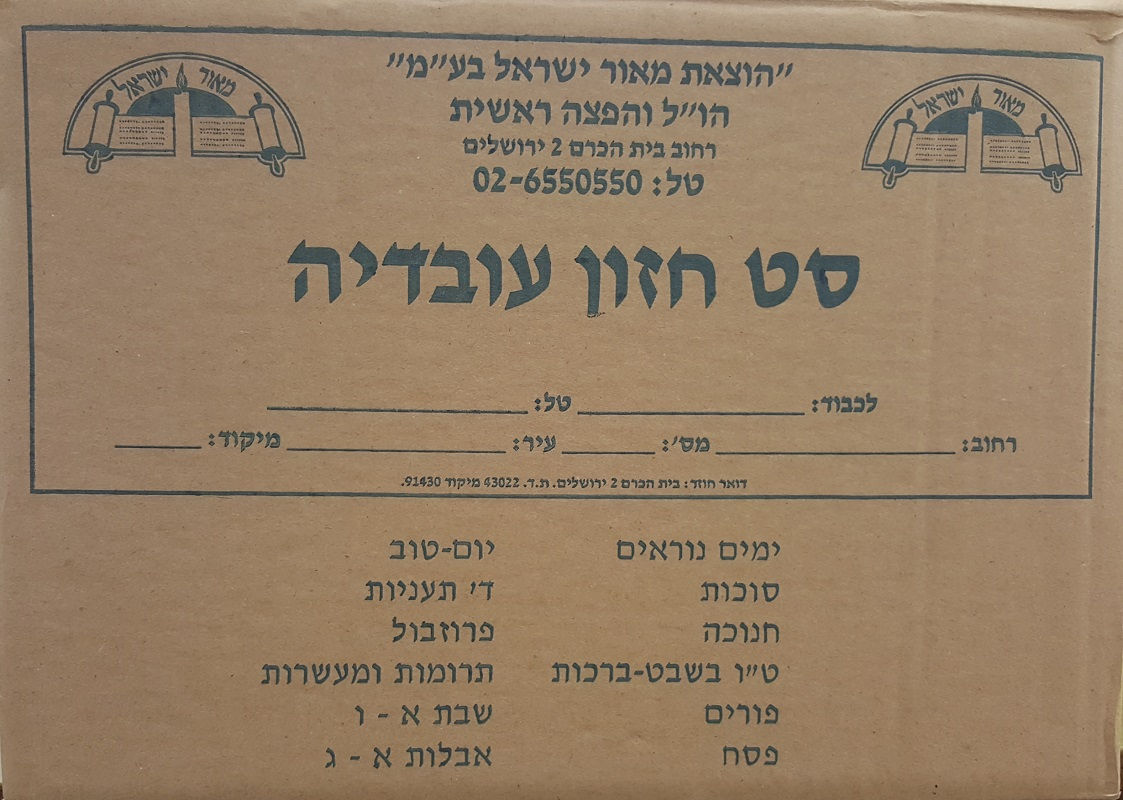 "הוצאת מאור ישראל בע"מ"
הו"ל והפצה ראשית
רחוב בית הכרם 2 ירושלים
טל: 02-6550550
מאור ישראל
מאור ישראל
סט חזון עובדיה
לכבוד: טל:
רחוב: מס': עיר: מיקוד:
דואר חוזר: בית הכרם 2 ירושלים. ת.ד. 43022 מיקוד 91430.
ימים נוראים
סוכות
חנוכה
ט"ו בשבט-ברכות
פורים
פסח
יום-טוב
ד' תעניות
פרוזבול
תרומות ומעשרות
שבת א - ו
אבלות א - ג